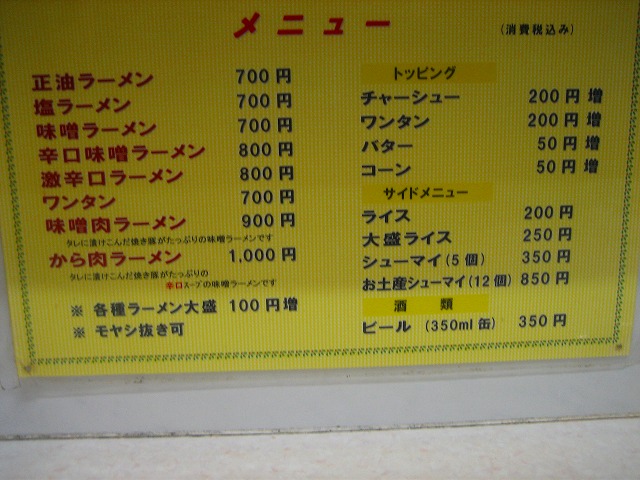 メニュー
(消費税込み)
正油ラーメン 700円
塩ラーメン 700円
味噌ラーメン 700円
辛口味噌ラーメン 800円
激辛口ラーメン 800円
ワンタン 700円
味噌肉ラーメン 900円
タレに漬けこんだ焼き豚がたっぷりの味噌ラーメンです
から肉ラーメン 1,000円
タレに漬けこんだ焼き豚がたっぷりの
辛口スープの味噌ラーメンです
※ 各種ラーメン大盛 100円増
※ モヤシ抜き可
トッピング
チャーシュー 200円増
ワンタン 200円増
バター 50円増
コーン 50円増
サイドメニュー
ライス 200円
大盛ライス 250円
シューマイ(5個) 350円
お土産シューマイ(12個) 850円
酒 類
ビール (350ml缶) 350円